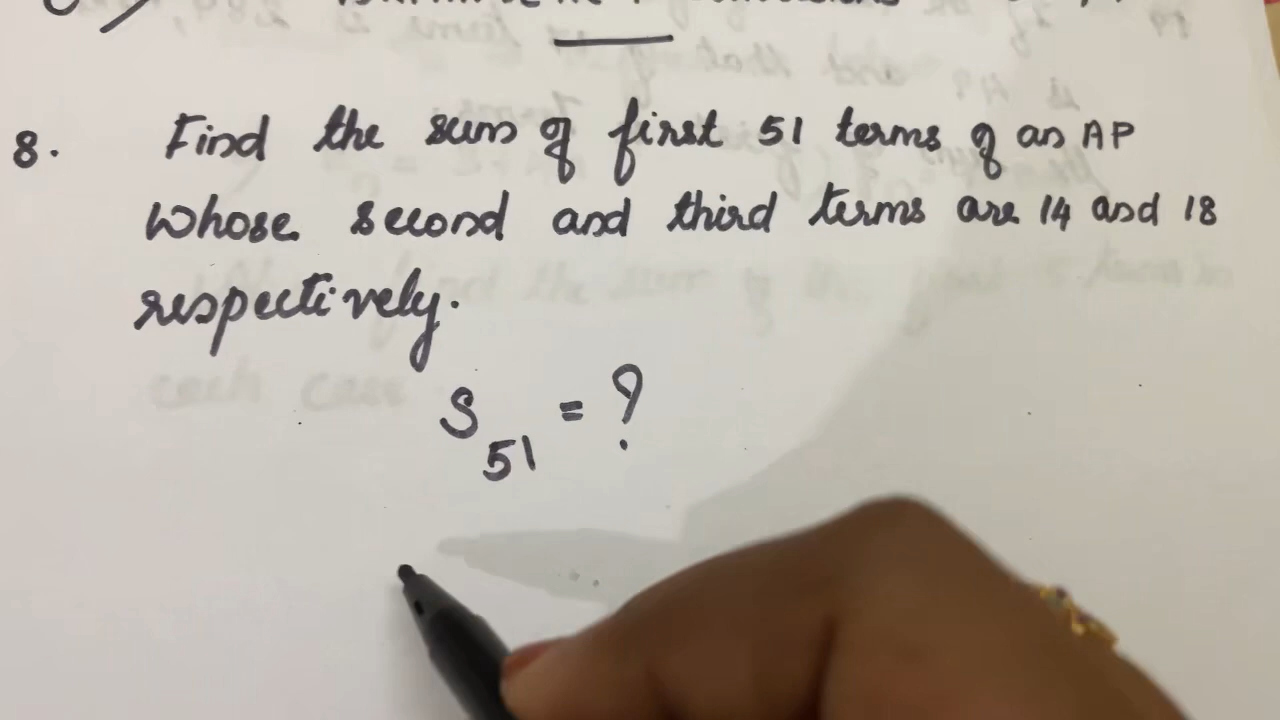 8. Find the sum of first 51 terms of an AP
whose second and third terms are 14 and 18
respectively.
S51 = ?